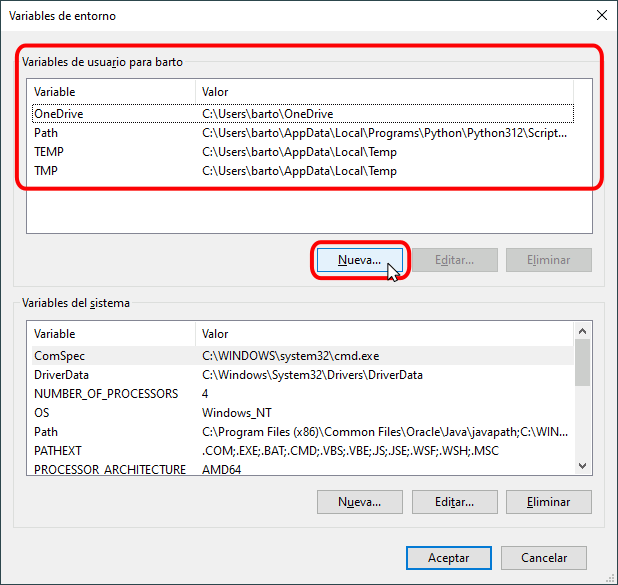 Variables de entorno
Variables de usuario para barto
Variable Valor
OneDrive C:\Users\barto\OneDrive
Path C:\Users\barto\AppData\Local\Programs\Python\Python312\Script...
TEMP C:\Users\barto\AppData\Local\Temp
TMP C:\Users\barto\AppData\Local\Temp
Nueva... Editar... Eliminar
Variables del sistema
Variable Valor
ComSpec C:\WINDOWS\system32\cmd.exe
DriverData C:\Windows\System32\Drivers\DriverData
NUMBER_OF_PROCESSORS 4
OS Windows_NT
Path C:\Program Files (x86)\Common Files\Oracle\Java\javapath;C:\WIN...
PATHEXT .COM;.EXE;.BAT;.CMD;.VBS;.VBE;.JS;.JSE;.WSF;.WSH;.MSC
PROCESSOR_ARCHITECTURE AMD64
Nueva... Editar... Eliminar
Aceptar Cancelar